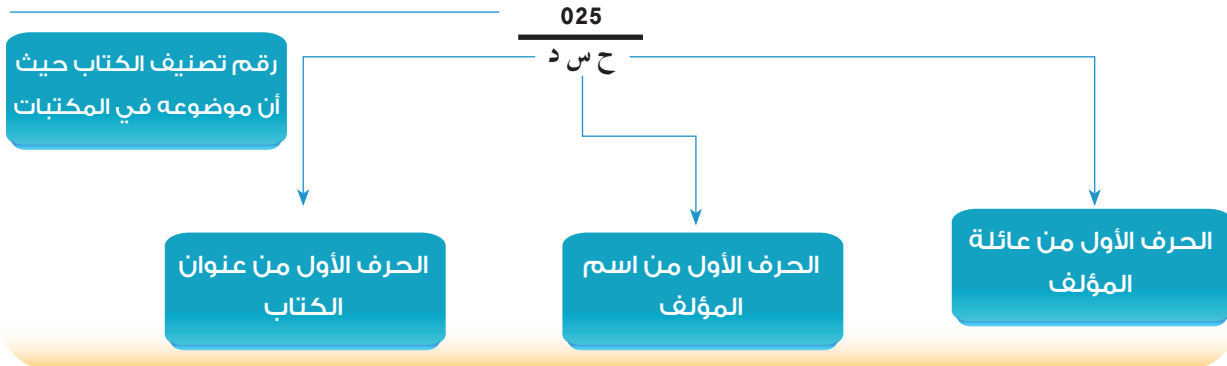 025
ح س د
رقم تصنيف الكتاب حيث
أن موضوعه في المكتبات
الحرف الأول من عائلة
المؤلف
الحرف الأول من اسم
المؤلف
الحرف الأول من عنوان
الكتاب